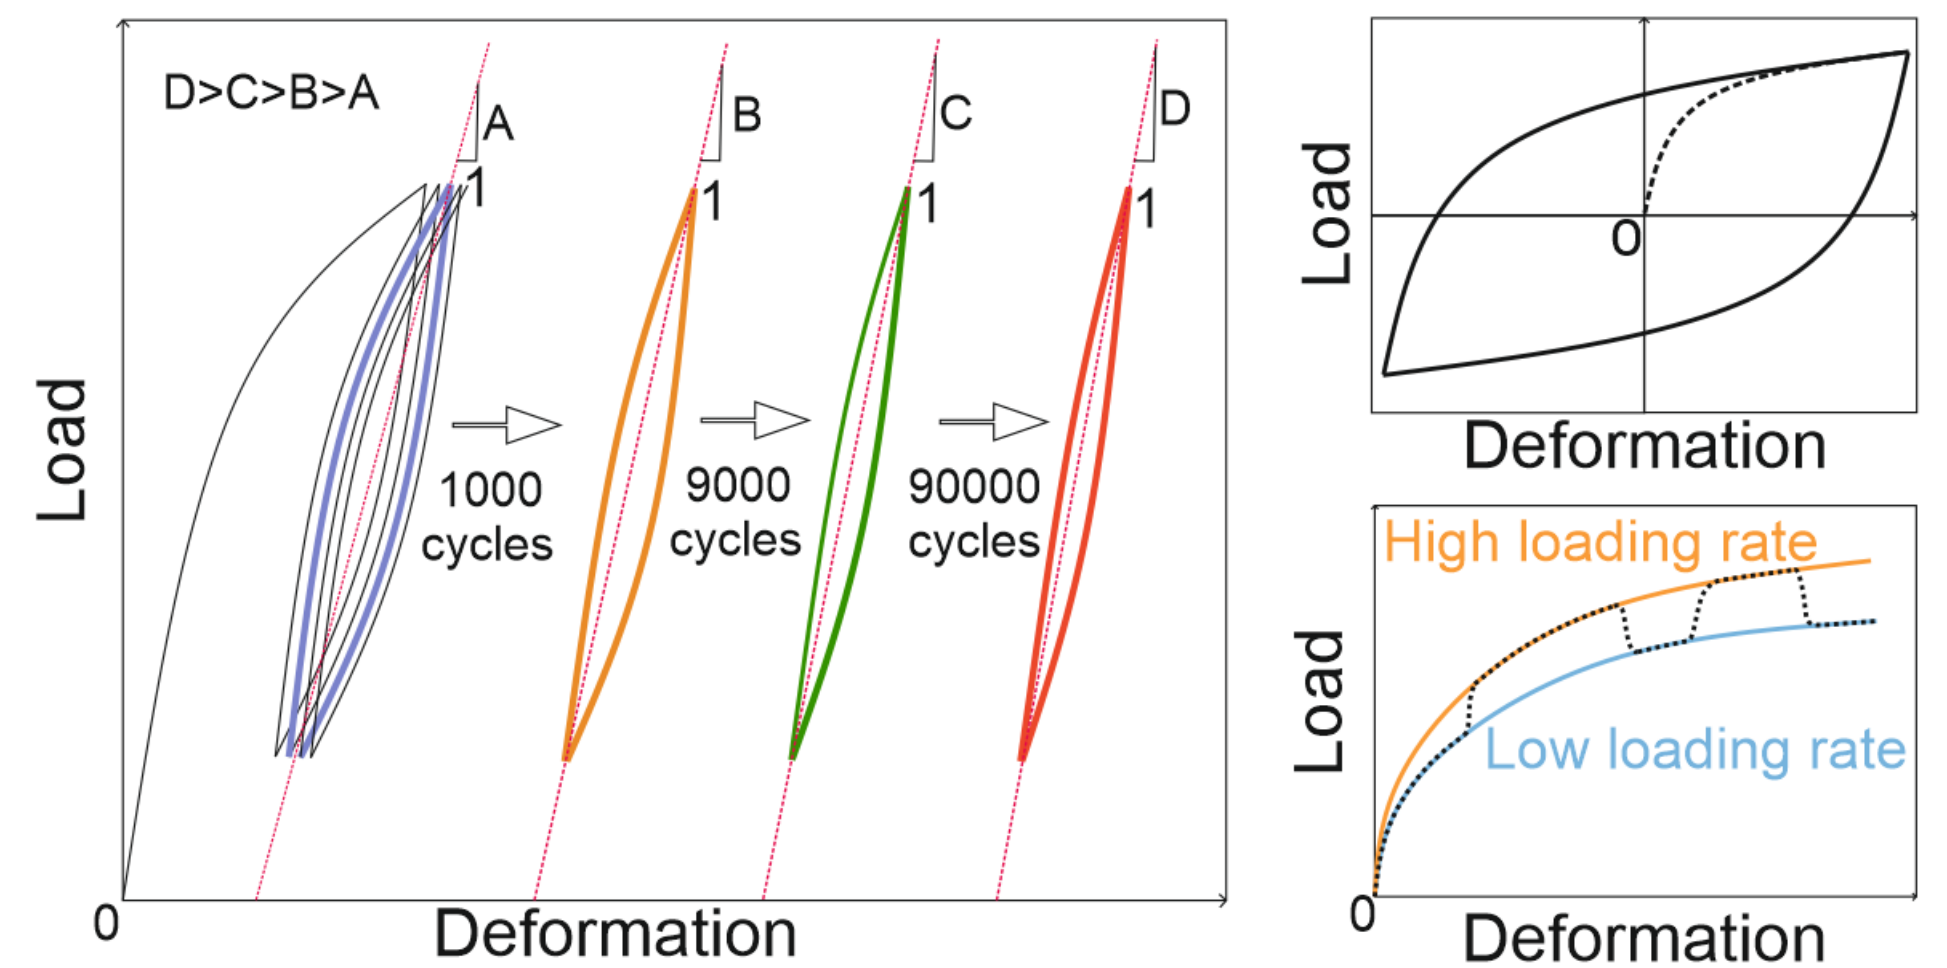 D>C>B>A
A
1
B
1
C
1
D
1
1000
cycles
9000
cycles
90000
cycles
Load
0
Deformation
Load
0
Deformation
High loading rate
Low loading rate
Load
0
Deformation